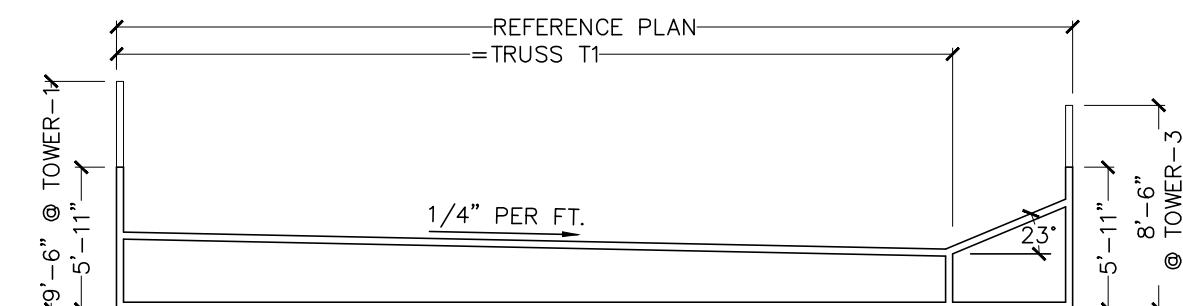 REFERENCE PLAN
=TRUSS T1
9'-6" @ TOWER-1
5'-11"
1/4" PER FT.
23°
5'-11"
8'-6"
@ TOWER-3